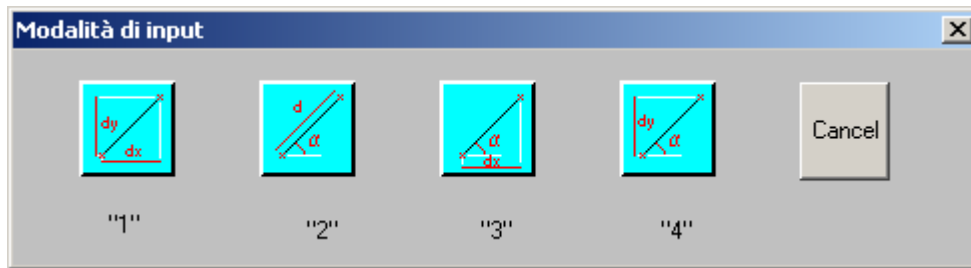 Modalità di input
dy
dx
d
α
α
dx
dy
α
Cancel
"1"
"2"
"3"
"4"